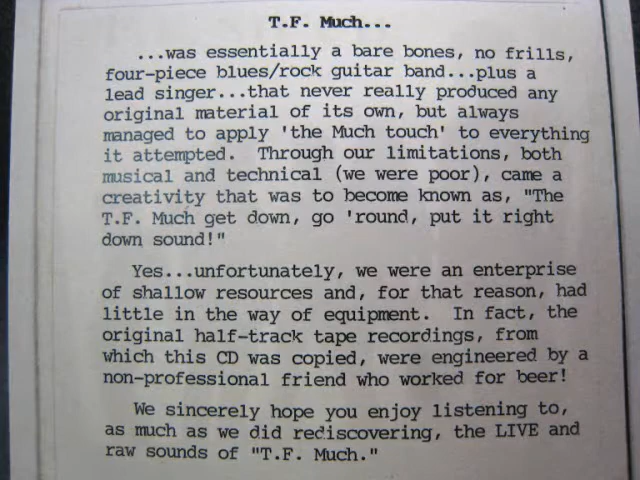 T.F. Much...
...was essentially a bare bones, no frills,
four-piece blues/rock guitar band...plus a
lead singer...that never really produced any
original material of its own, but always
managed to apply 'the Much touch' to everything
it attempted. Through our limitations, both
musical and technical (we were poor), came a
creativity that was to become known as, "The
T.F. Much get down, go 'round, put it right
down sound!"
Yes...unfortunately, we were an enterprise
of shallow resources and, for that reason, had
little in the way of equipment. In fact, the
original half-track tape recordings, from
which this CD was copied, were engineered by a
non-professional friend who worked for beer!
We sincerely hope you enjoy listening to,
as much as we did rediscovering, the LIVE and
raw sounds of "T.F. Much."